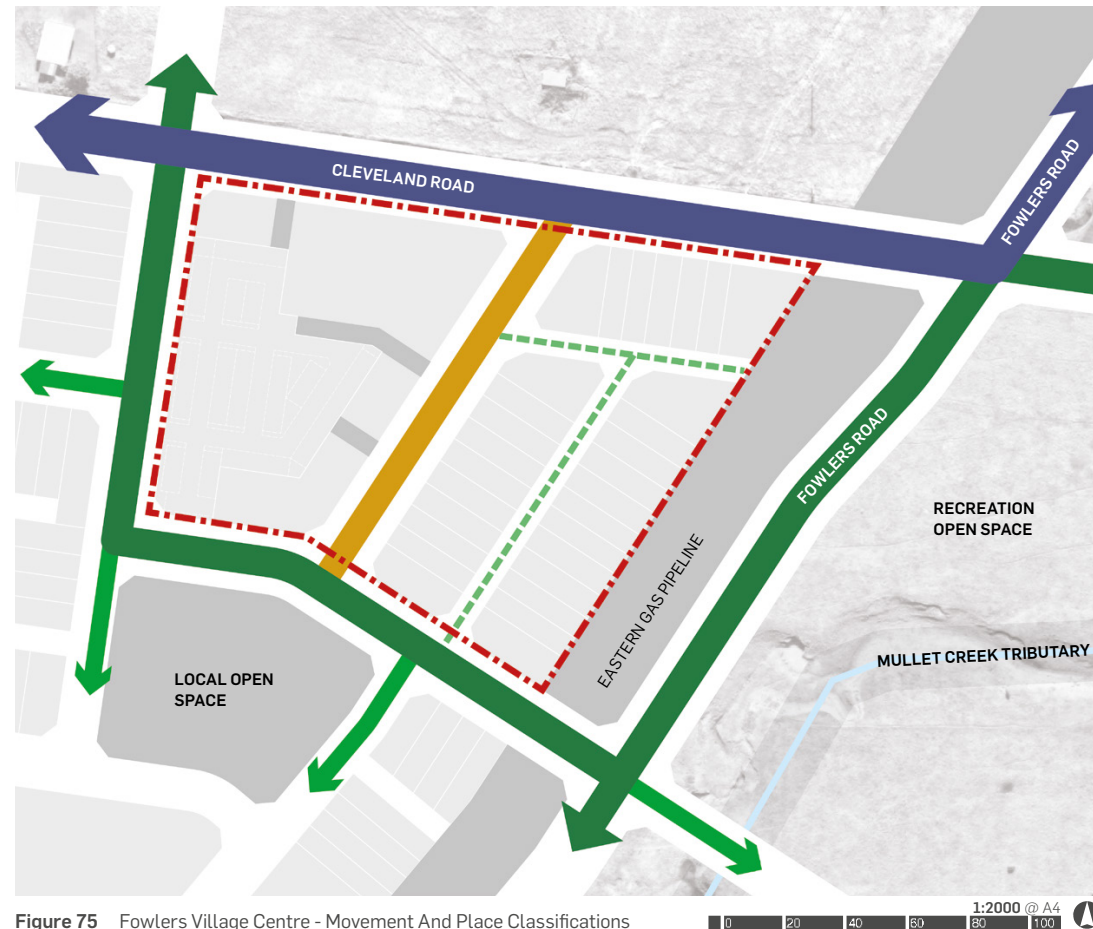 CLEVELAND ROAD
FOWLERS ROAD
FOWLERS ROAD
RECREATION
OPEN SPACE
EASTERN GAS PIPELINE
MULLET CREEK TRIBUTARY
LOCAL OPEN
SPACE
1:2000 @ A4
Figure 75 Fowlers Village Centre - Movement And Place Classifications
0 20 40 60 80 100